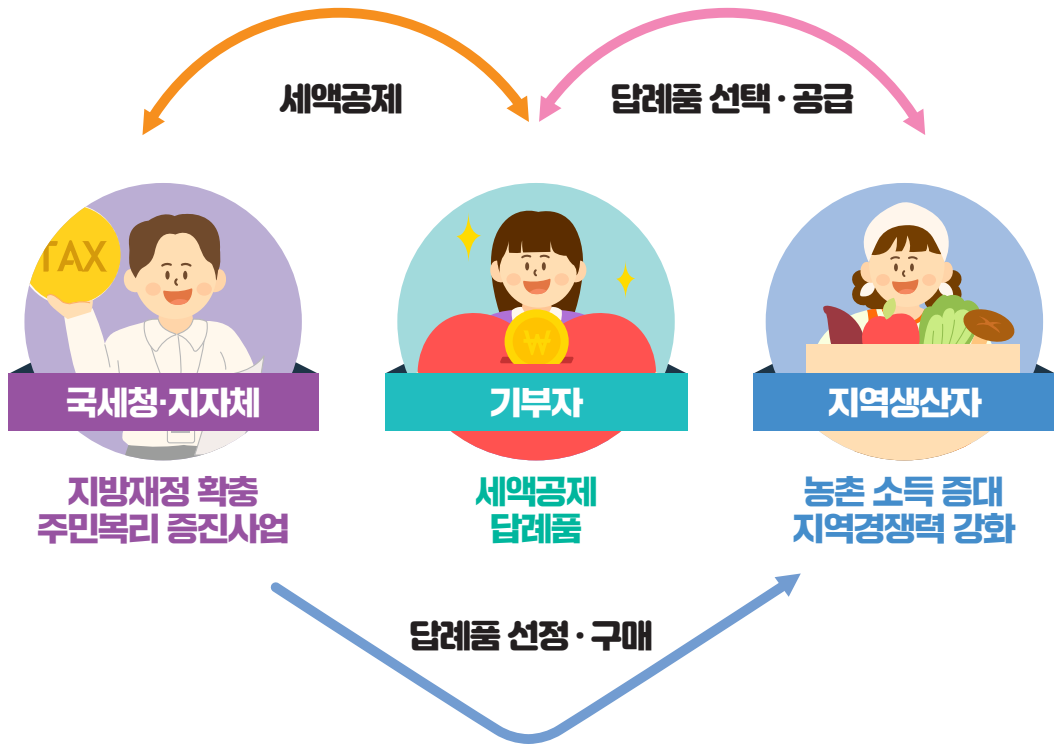 세액공제
답례품 선택·공급
TAX
국세청·지자체
지방재정 확충
주민복리 증진사업
기부자
세액공제
답례품
지역생산자
농촌 소득 증대
지역경쟁력 강화
답례품 선정·구매